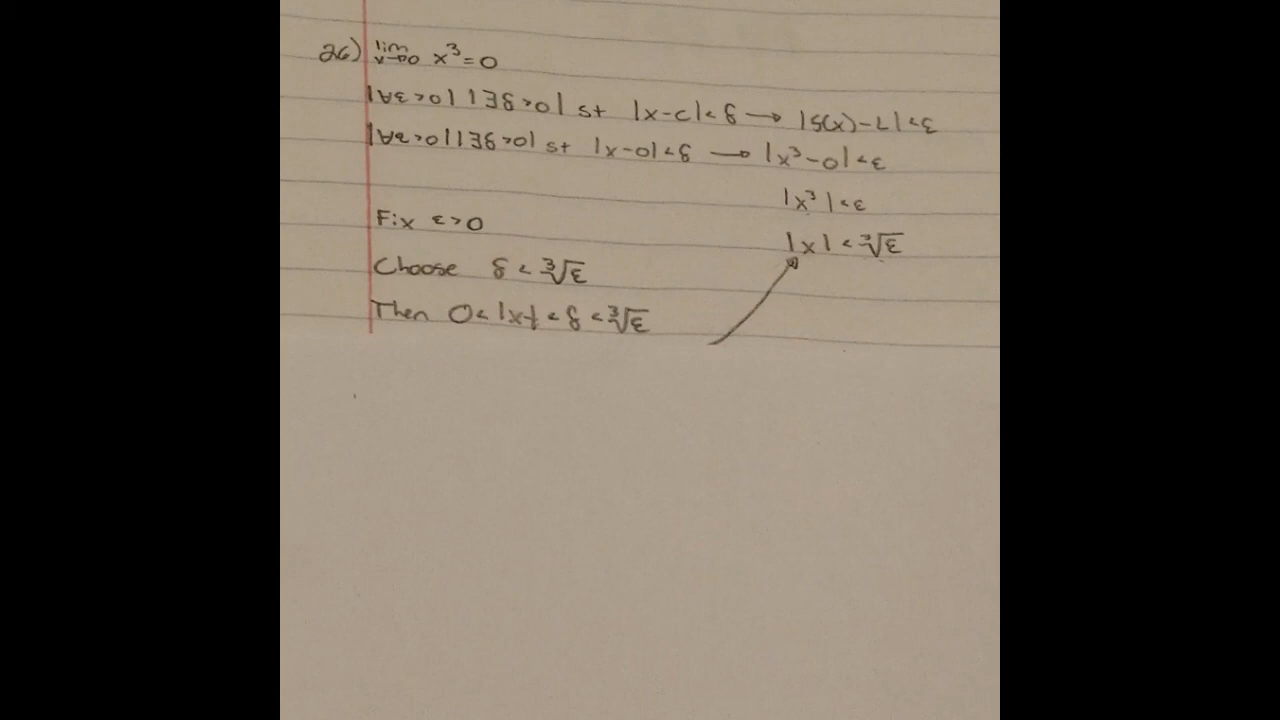 26) lim x→0 x³ = 0
|∀ε>0| |∃δ>0| st |x-c|<δ → |f(x)-L|<ε
|∀ε>0| |∃δ>0| st |x-0|<δ → |x³-0|<ε
|x³|<ε
Fix ε>0
|x| < ∛ε
Choose δ < ∛ε
Then 0<|x|<δ<∛ε